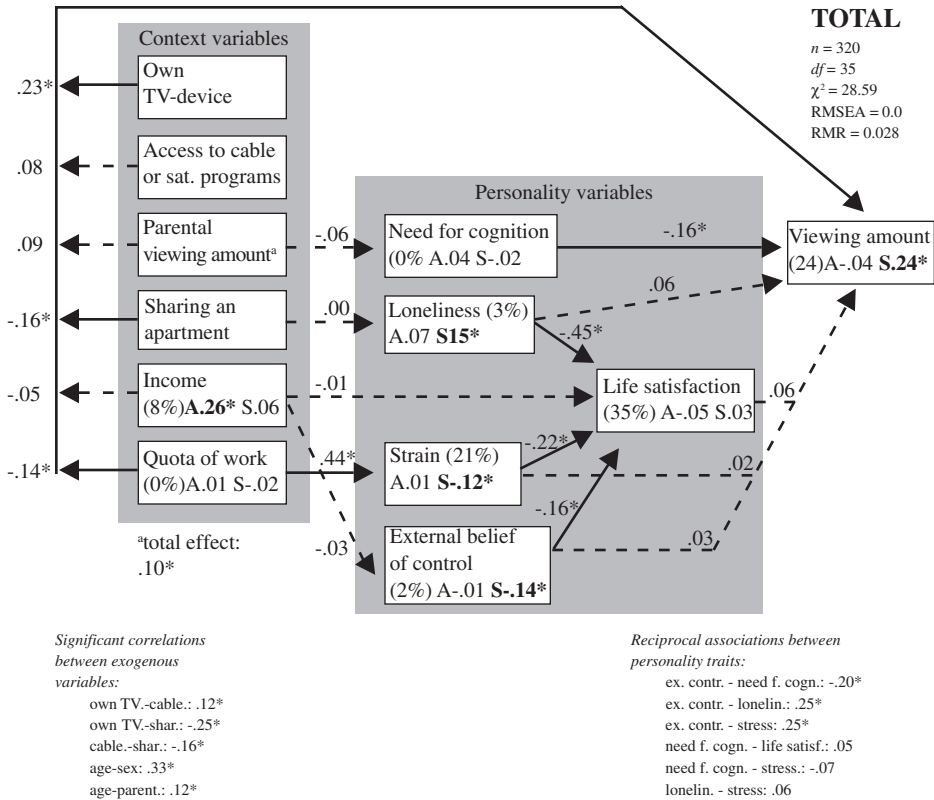 TOTAL
n = 320
df = 35
χ² = 28.59
RMSEA = 0.0
RMR = 0.028
Context variables
.23*
Own
TV-device
.08
Access to cable
or sat. programs
Personality variables
.09
Parental
viewing amountᵃ
-.06
Need for cognition
(0% A.04 S-.02
-.16*
Viewing amount
(24)A-.04 S.24*
-.16*
Sharing an
apartment
.00
Loneliness (3%)
A.07 S15*
.06
-.45*
-.05
Income
(8%)A.26* S.06
-.01
Life satisfaction
(35%) A-.05 S.03
.06
-.14*
Quota of work
(0%)A.01 S-.02
.44*
Strain (21%)
A.01 S-.12*
-.22*
.02
-.16*
ᵃtotal effect:
.10*
-.03
External belief
of control
(2%) A-.01 S-.14*
.03
Significant correlations
between exogenous
variables:
own TV.-cable.: .12*
own TV.-shar.: -.25*
cable.-shar.: -.16*
age-sex: .33*
age-parent.: .12*
Reciprocal associations between
personality traits:
ex. contr. - need f. cogn.: -.20*
ex. contr. - lonelin.: .25*
ex. contr. - stress: .25*
need f. cogn. - life satisf.: .05
need f. cogn. - stress.: -.07
lonelin. - stress: .06